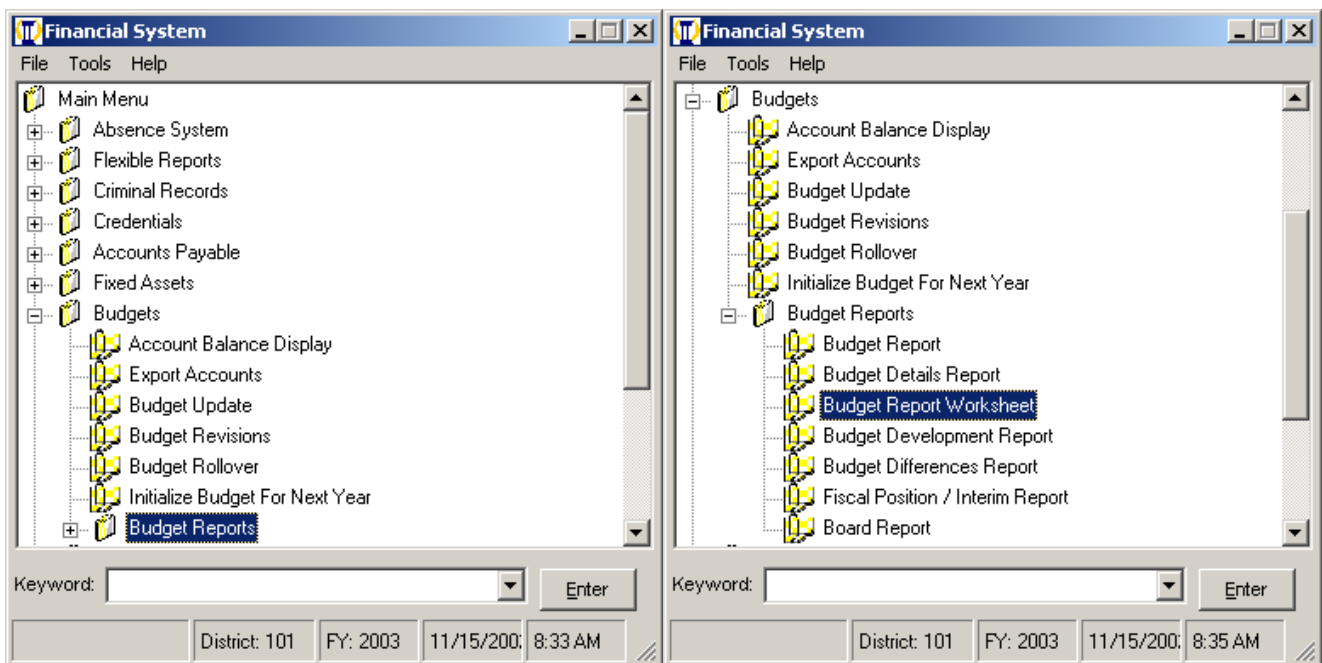 Financial System
File Tools Help
Main Menu
Absence System
Flexible Reports
Criminal Records
Credentials
Accounts Payable
Fixed Assets
Budgets
Account Balance Display
Export Accounts
Budget Update
Budget Revisions
Budget Rollover
Initialize Budget For Next Year
Budget Reports
Keyword: Enter
District: 101 FY: 2003 11/15/200 8:33 AM
Financial System
File Tools Help
Budgets
Account Balance Display
Export Accounts
Budget Update
Budget Revisions
Budget Rollover
Initialize Budget For Next Year
Budget Reports
Budget Report
Budget Details Report
Budget Report Worksheet
Budget Development Report
Budget Differences Report
Fiscal Position / Interim Report
Board Report
Keyword: Enter
District: 101 FY: 2003 11/15/200 8:35 AM